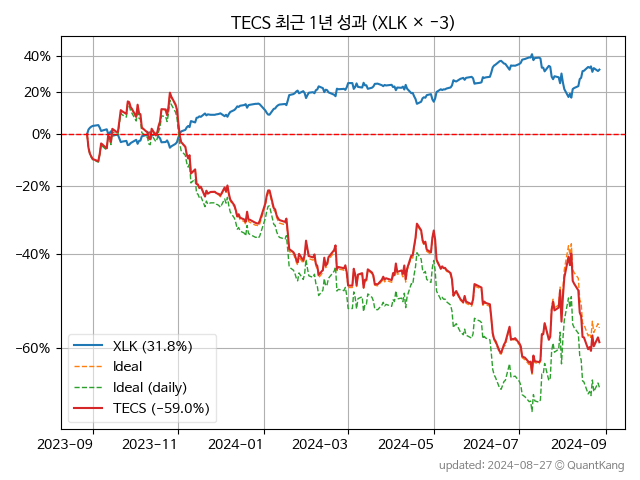 TECS 최근 1년 성과 (XLK × −3)
40%
20%
0%
−20%
−40%
−60%
XLK (31.8%)
Ideal
Ideal (daily)
TECS (−59.0%)
2023-09
2023-11
2024-01
2024-03
2024-05
2024-07
2024-09
updated: 2024-08-27 © QuantKang